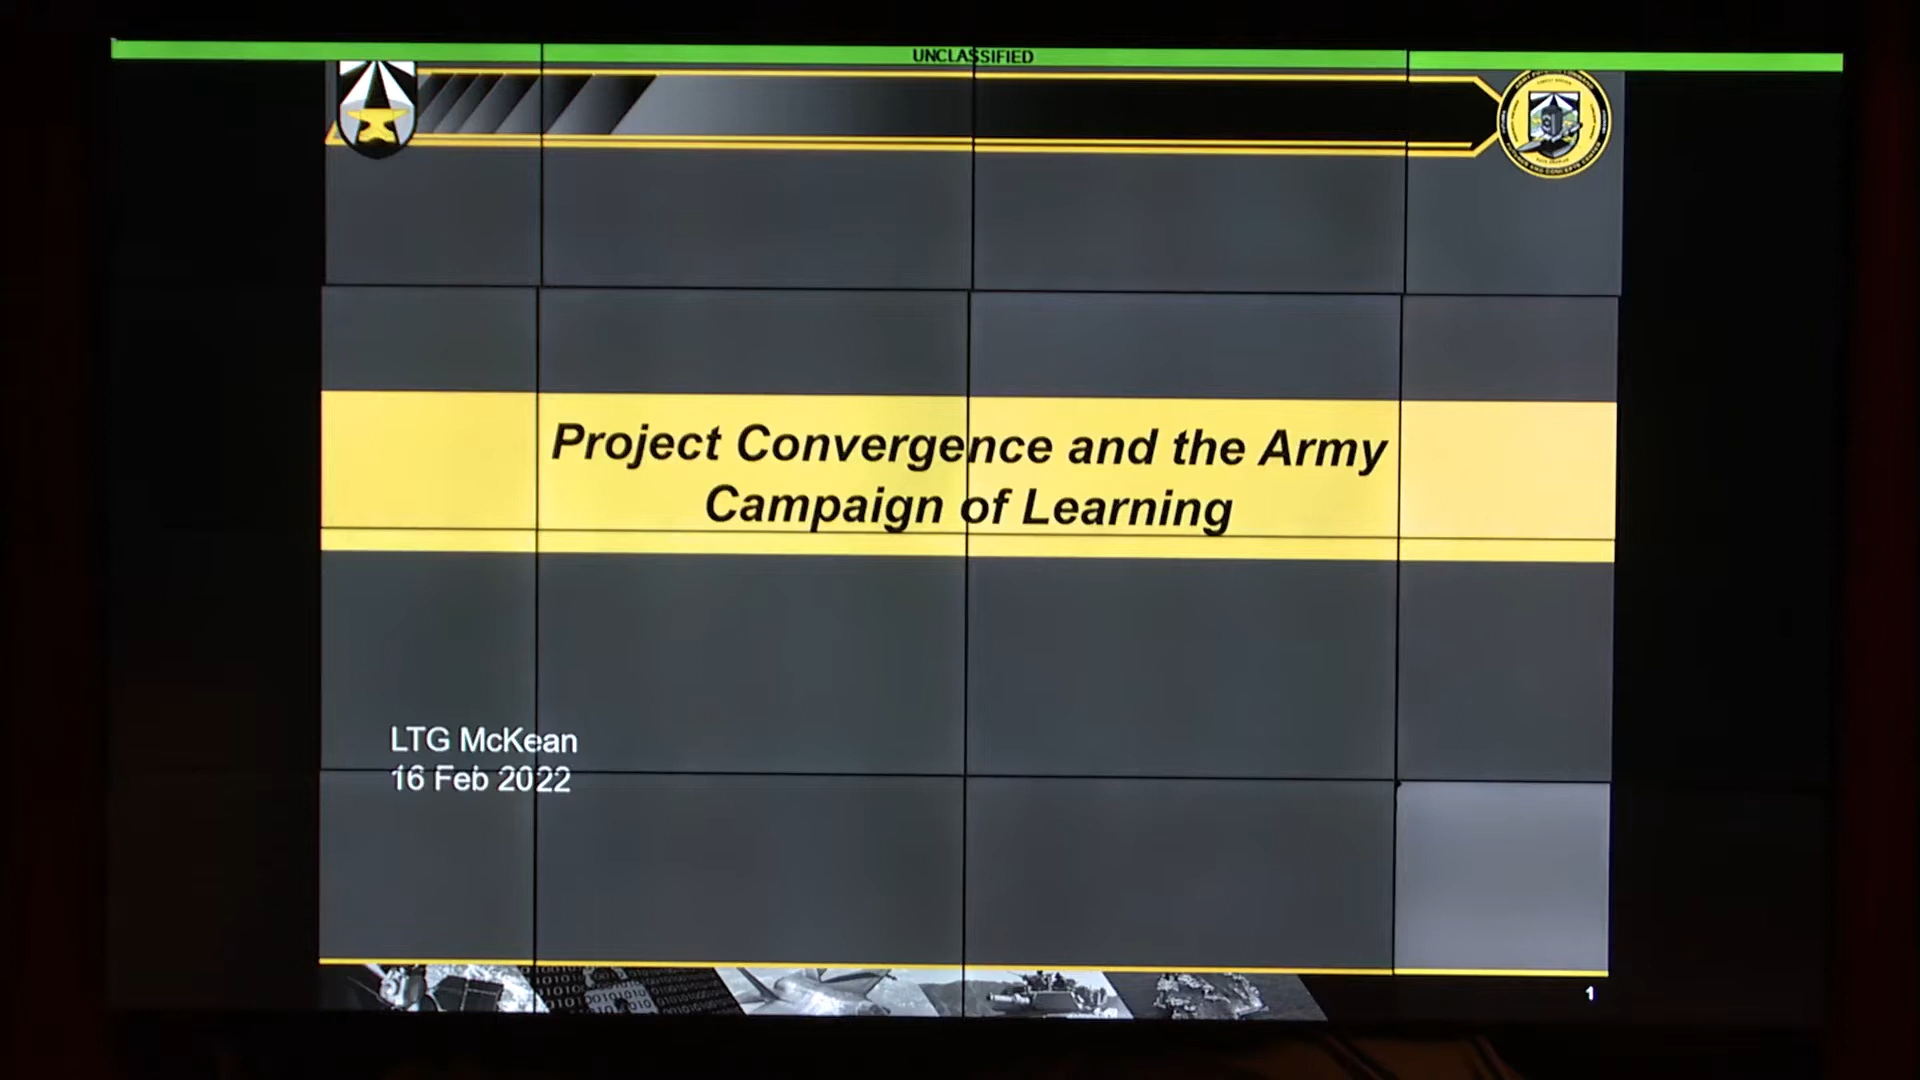 UNCLASSIFIED
Project Convergence and the Army
Campaign of Learning
LTG McKean
16 Feb 2022
1